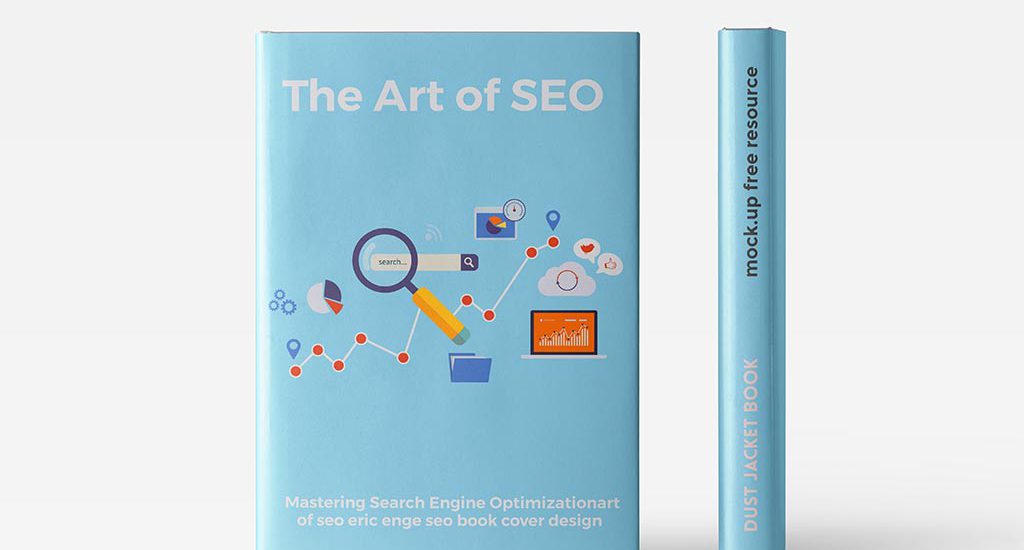 The Art of SEO
search...
Mastering Search Engine Optimizationart
of seo eric enge seo book cover design
mock.up free resource
DUST JACKET BOOK